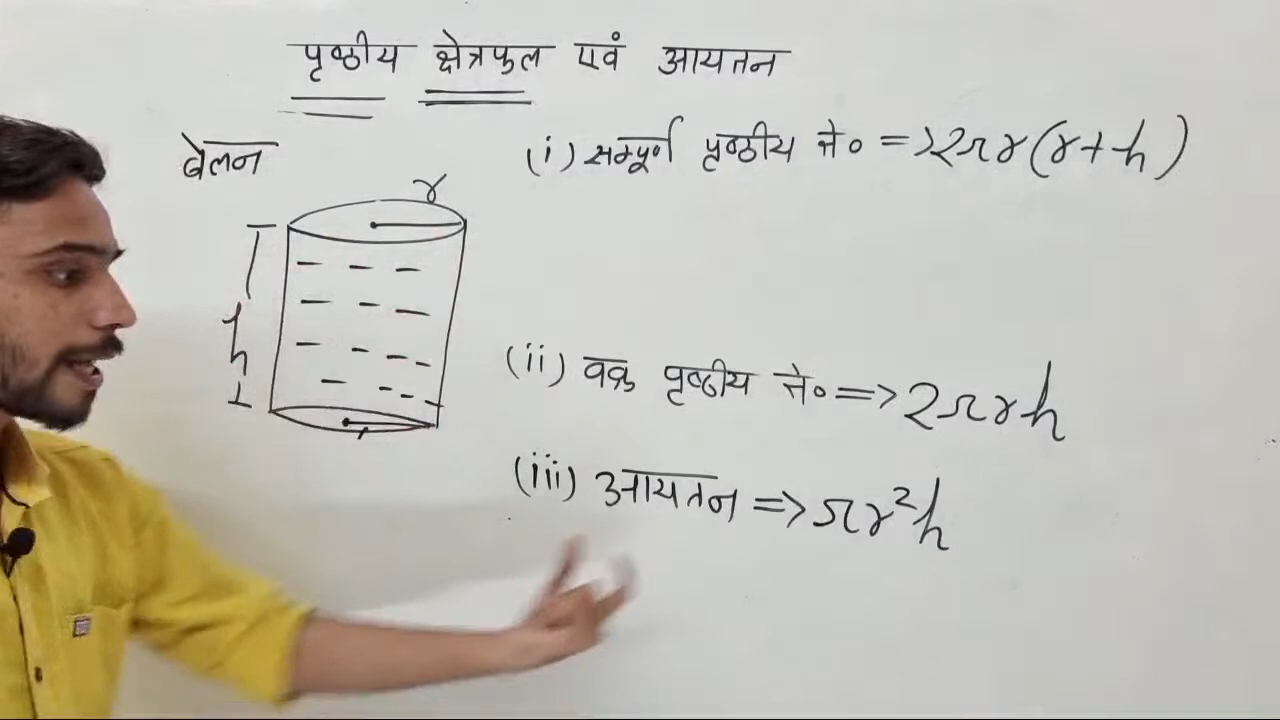 पृष्ठीय क्षेत्रफल एवं आयतन
बेलन
(i) सम्पूर्ण पृष्ठीय क्षे० => 2πr(r+h)
r
h
(ii) वक्र पृष्ठीय क्षे० => 2πrh
(iii) आयतन => πr²h
r